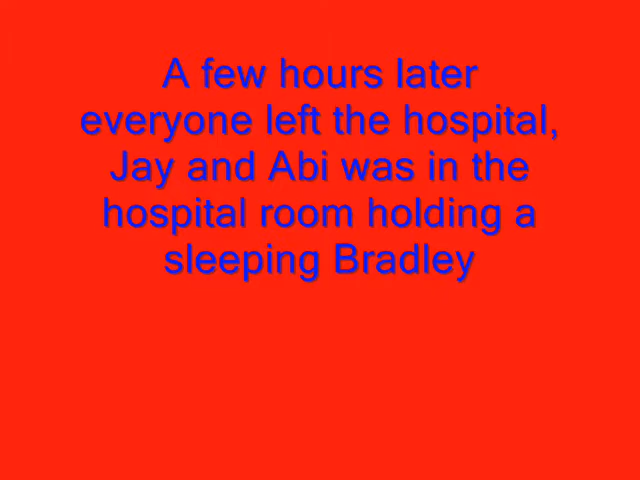 A few hours later
everyone left the hospital,
Jay and Abi was in the
hospital room holding a
sleeping Bradley